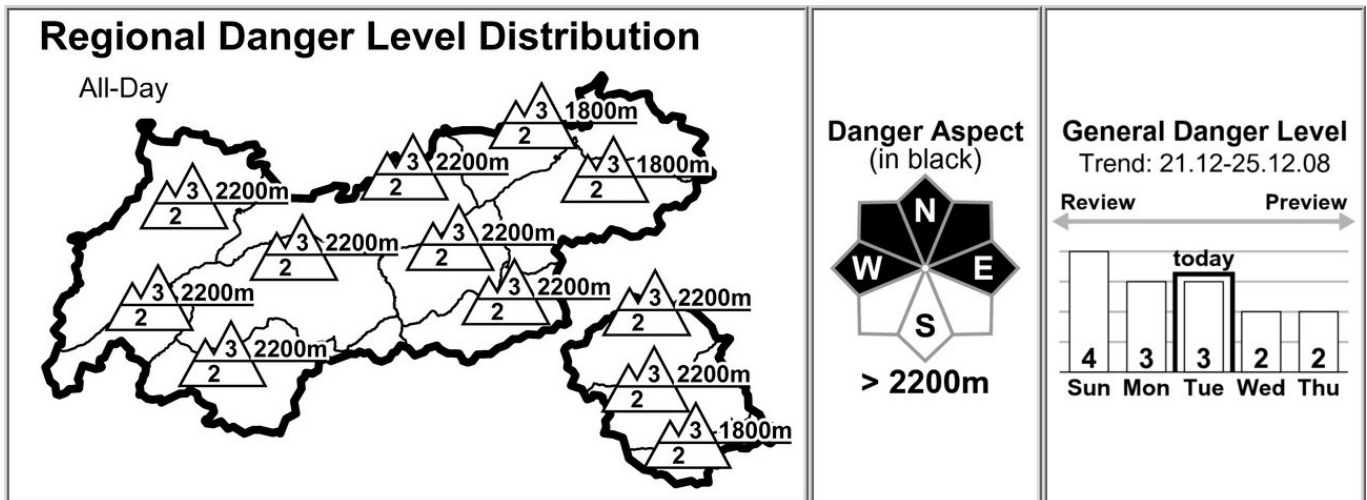 Regional Danger Level Distribution
All-Day
3 1800m
2
3 2200m
2
3 1800m
2
3 2200m
2
3 2200m
2
3 2200m
2
3 2200m
2
3 2200m
2
3 2200m
2
3 2200m
2
3 2200m
2
3 1800m
2
Danger Aspect
(in black)
N
W E
S
> 2200m
General Danger Level
Trend: 21.12-25.12.08
Review Preview
today
4 3 3 2 2
Sun Mon Tue Wed Thu